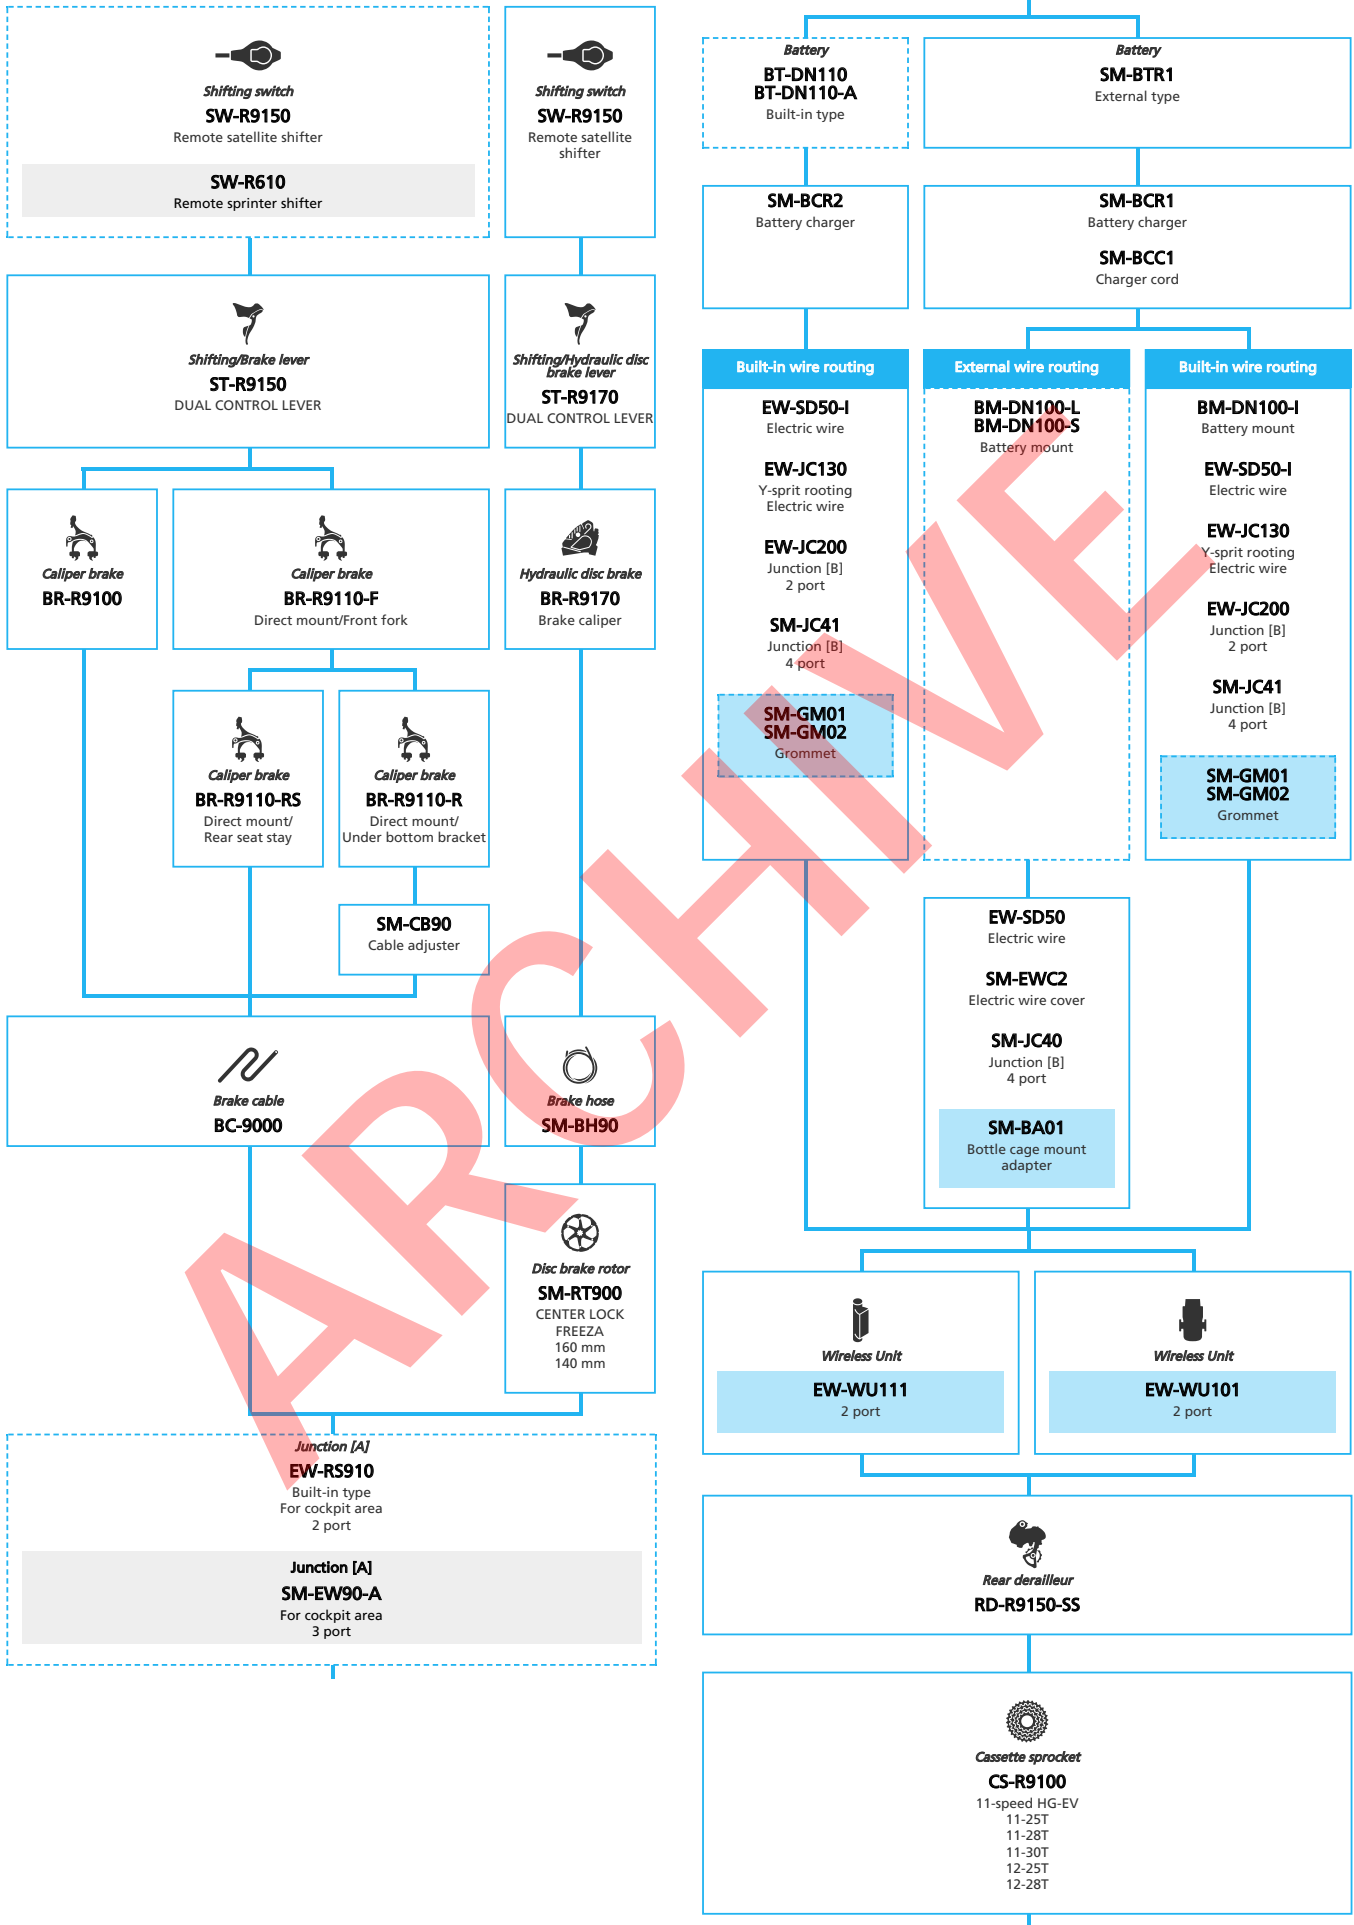 Shifting switch
SW-R9150
Remote satellite shifter
SW-R610
Remote sprinter shifter
Shifting switch
SW-R9150
Remote satellite
shifter
Shifting/Brake lever
ST-R9150
DUAL CONTROL LEVER
Shifting/Hydraulic disc
brake lever
ST-R9170
DUAL CONTROL LEVER
Caliper brake
BR-R9100
Caliper brake
BR-R9110-F
Direct mount/Front fork
Hydraulic disc brake
BR-R9170
Brake caliper
Caliper brake
BR-R9110-RS
Direct mount/
Rear seat stay
Caliper brake
BR-R9110-R
Direct mount/
Under bottom bracket
SM-CB90
Cable adjuster
Brake cable
BC-9000
Brake hose
SM-BH90
Disc brake rotor
SM-RT900
CENTER LOCK
FREEZA
160 mm
140 mm
Junction [A]
EW-RS910
Built-in type
For cockpit area
2 port
Junction [A]
SM-EW90-A
For cockpit area
3 port
Battery
BT-DN110
BT-DN110-A
Built-in type
Battery
SM-BTR1
External type
SM-BCR2
Battery charger
SM-BCR1
Battery charger
SM-BCC1
Charger cord
Built-in wire routing
EW-SD50-I
Electric wire
EW-JC130
Y-sprit rooting
Electric wire
EW-JC200
Junction [B]
2 port
SM-JC41
Junction [B]
4 port
SM-GM01
SM-GM02
Grommet
External wire routing
BM-DN100-L
BM-DN100-S
Battery mount
EW-SD50
Electric wire
SM-EWC2
Electric wire cover
SM-JC40
Junction [B]
4 port
SM-BA01
Bottle cage mount
adapter
Built-in wire routing
BM-DN100-I
Battery mount
EW-SD50-I
Electric wire
EW-JC130
Y-sprit rooting
Electric wire
EW-JC200
Junction [B]
2 port
SM-JC41
Junction [B]
4 port
SM-GM01
SM-GM02
Grommet
Wireless Unit
EW-WU111
2 port
Wireless Unit
EW-WU101
2 port
Rear derailleur
RD-R9150-SS
Cassette sprocket
CS-R9100
11-speed HG-EV
11-25T
11-28T
11-30T
12-25T
12-28T
ARCHIVE